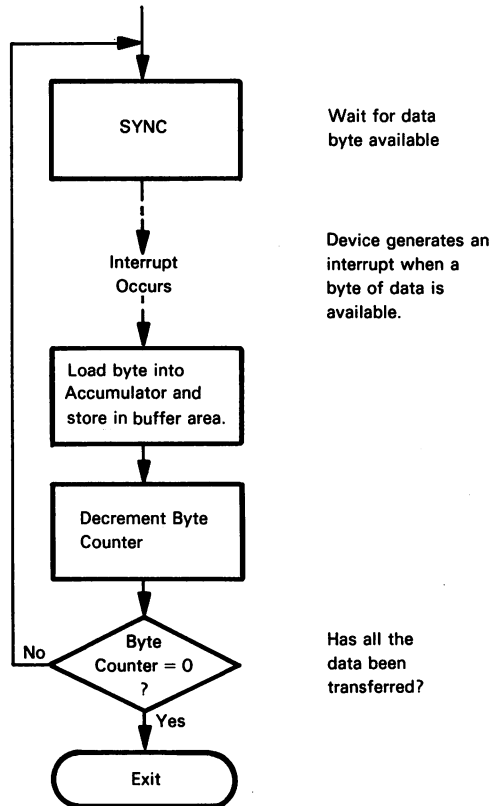 SYNC
Wait for data
byte available
Interrupt
Occurs
Device generates an
interrupt when a
byte of data is
available.
Load byte into
Accumulator and
store in buffer area.
Decrement Byte
Counter
Byte
Counter = 0
?
No
Yes
Has all the
data been
transferred?
Exit